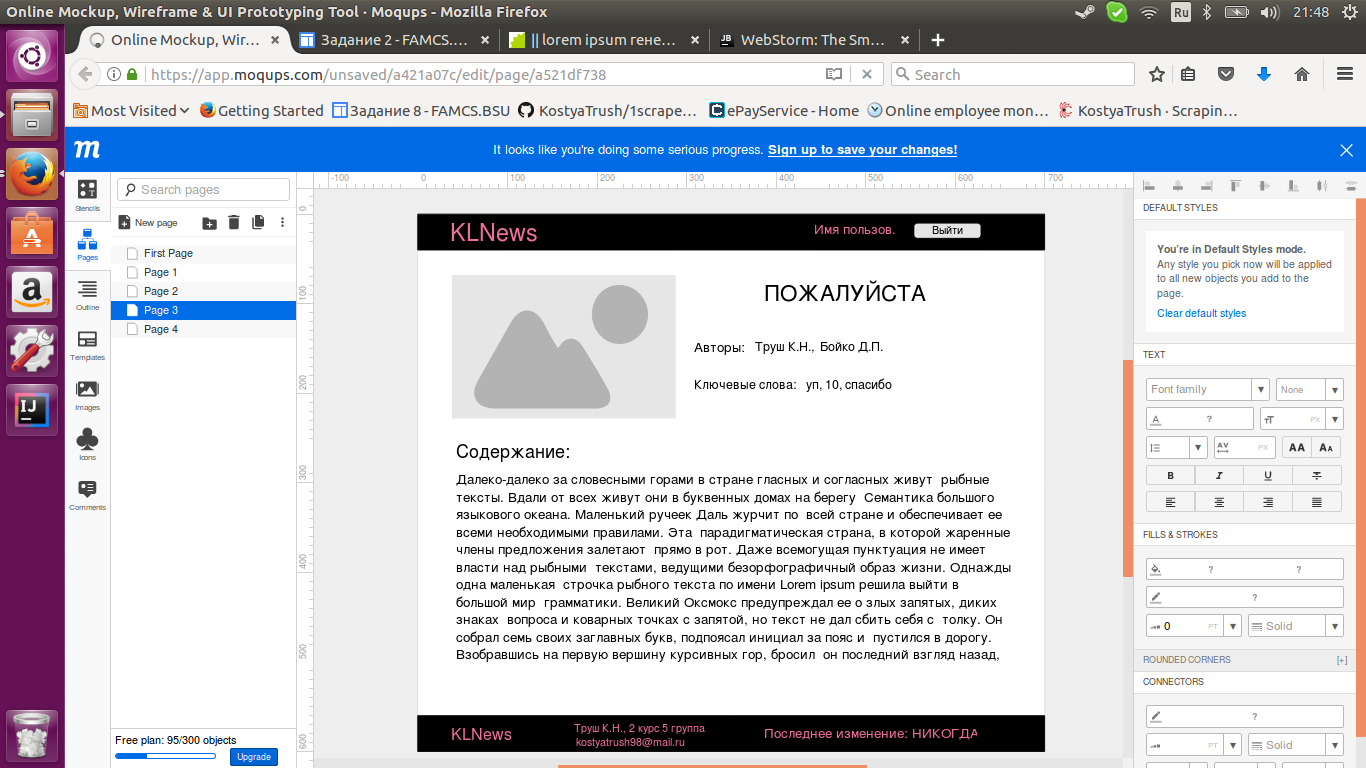 Online Mockup, Wireframe & UI Prototyping Tool · Moqups - Mozilla Firefox
Ru
21:48
Online Mockup, Wir…
Задание 2 - FAMCS.…
|| lorem ipsum гене…
WebStorm: The Sm…
https://app.moqups.com/unsaved/a421a07c/edit/page/a521df738
Search
Most Visited
Getting Started
Задание 8 - FAMCS.BSU
KostyaTrush/1scrape…
ePayService - Home
Online employee mon…
KostyaTrush · Scrapin…
m
It looks like you're doing some serious progress. Sign up to save your changes!
Stencils
Pages
Outline
Templates
Images
Icons
Comments
Search pages
New page
First Page
Page 1
Page 2
Page 3
Page 4
Free plan: 95/300 objects
Upgrade
-100 0 100 200 300 400 500 600 700
0
100
200
300
400
500
600
KLNews
Имя пользов.
Выйти
ПОЖАЛУЙСТА
Авторы: Труш К.Н., Бойко Д.П.
Ключевые слова: уп, 10, спасибо
Содержание:
Далеко-далеко за словесными горами в стране гласных и согласных живут рыбные
тексты. Вдали от всех живут они в буквенных домах на берегу Семантика большого
языкового океана. Маленький ручеек Даль журчит по всей стране и обеспечивает ее
всеми необходимыми правилами. Эта парадигматическая страна, в которой жаренные
члены предложения залетают прямо в рот. Даже всемогущая пунктуация не имеет
власти над рыбными текстами, ведущими безорфографичный образ жизни. Однажды
одна маленькая строчка рыбного текста по имени Lorem ipsum решила выйти в
большой мир грамматики. Великий Оксмокс предупреждал ее о злых запятых, диких
знаках вопроса и коварных точках с запятой, но текст не дал сбить себя с толку. Он
собрал семь своих заглавных букв, подпоясал инициал за пояс и пустился в дорогу.
Взобравшись на первую вершину курсивных гор, бросил он последний взгляд назад,
KLNews
Труш К.Н., 2 курс 5 группа
kostyatrush98@mail.ru
Последнее изменение: НИКОГДА
DEFAULT STYLES
You're in Default Styles mode.
Any style you pick now will be applied
to all new objects you add to the
page.
Clear default styles
TEXT
Font family
None
A ?
PX
AV PX
AA AA
B I U T
FILLS & STROKES
? ?
?
0 PT
Solid
ROUNDED CORNERS [+]
CONNECTORS
?
PT
Solid